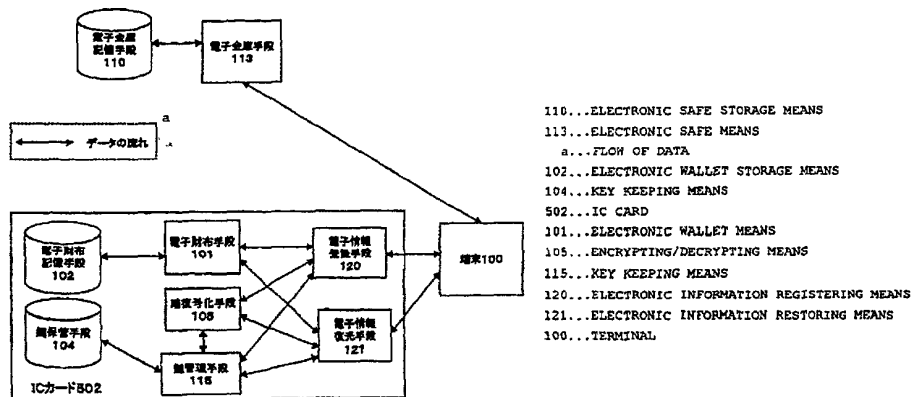 電子金庫
記憶手段
110
電子金庫手段
113
a
データの流れ
電子財布
記憶手段
102
鍵保管手段
104
ICカード502
電子財布手段
101
暗復号化手段
105
鍵管理手段
115
電子情報
登録手段
120
電子情報
復元手段
121
端末100
110...ELECTRONIC SAFE STORAGE MEANS
113...ELECTRONIC SAFE MEANS
a...FLOW OF DATA
102...ELECTRONIC WALLET STORAGE MEANS
104...KEY KEEPING MEANS
502...IC CARD
101...ELECTRONIC WALLET MEANS
105...ENCRYPTING/DECRYPTING MEANS
115...KEY KEEPING MEANS
120...ELECTRONIC INFORMATION REGISTERING MEANS
121...ELECTRONIC INFORMATION RESTORING MEANS
100...TERMINAL